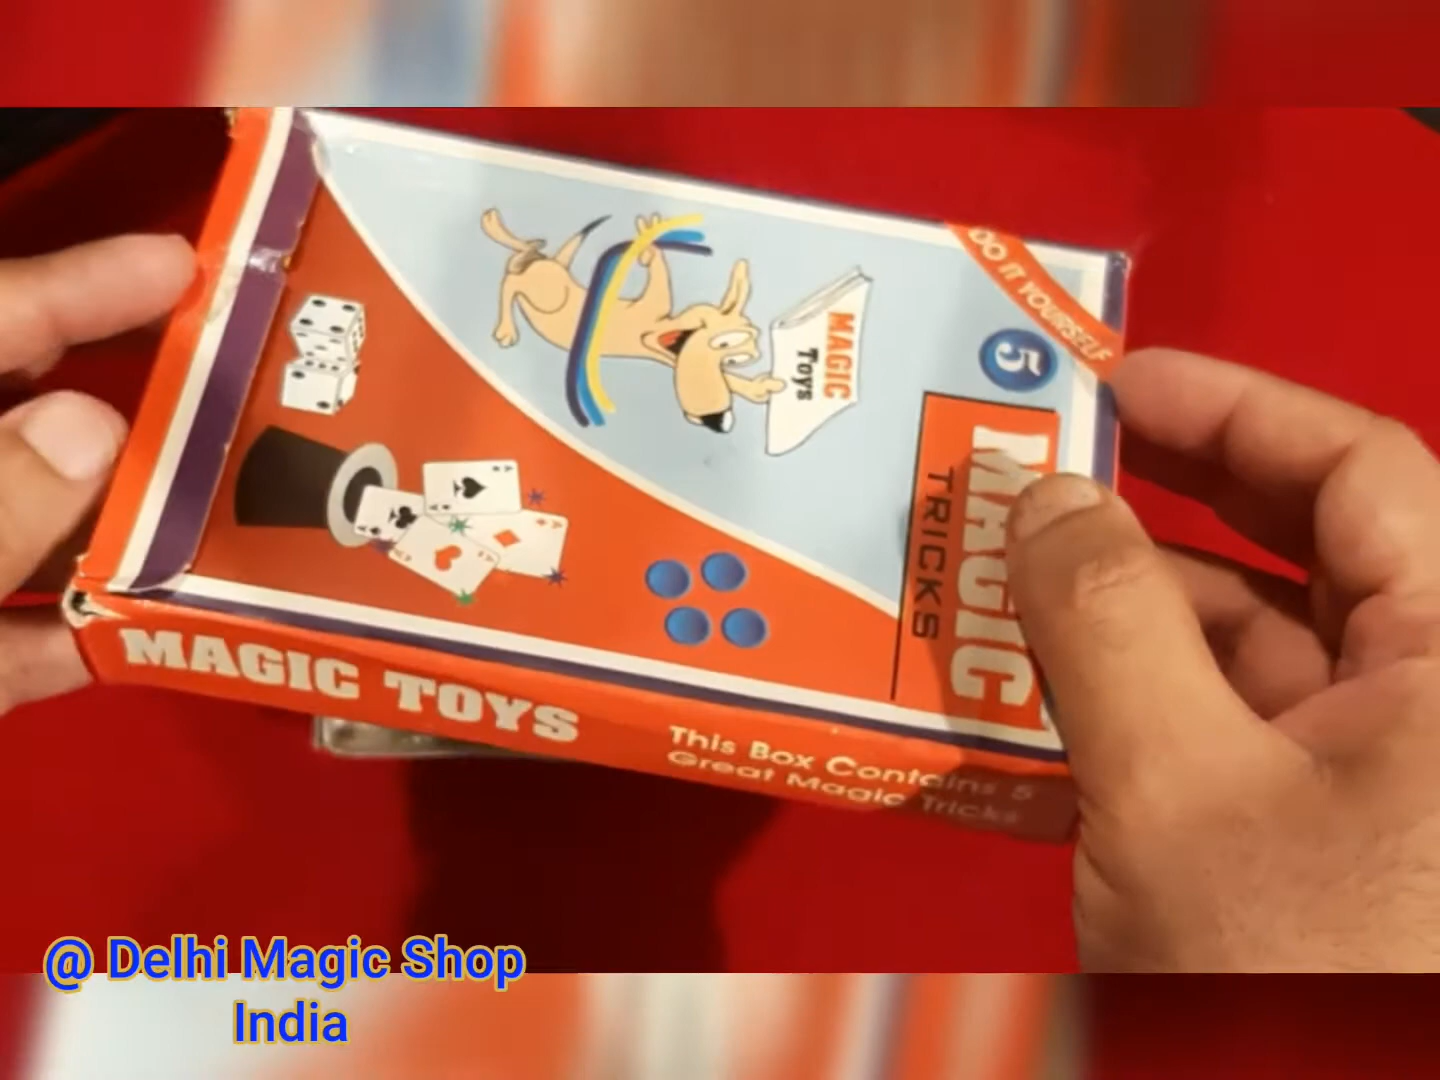 DO IT YOURSELF
5
MAGIC
TRICKS
MAGIC
Toys
MAGIC TOYS
This Box Contains 5
Great Magic Tricks
@ Delhi Magic Shop
India